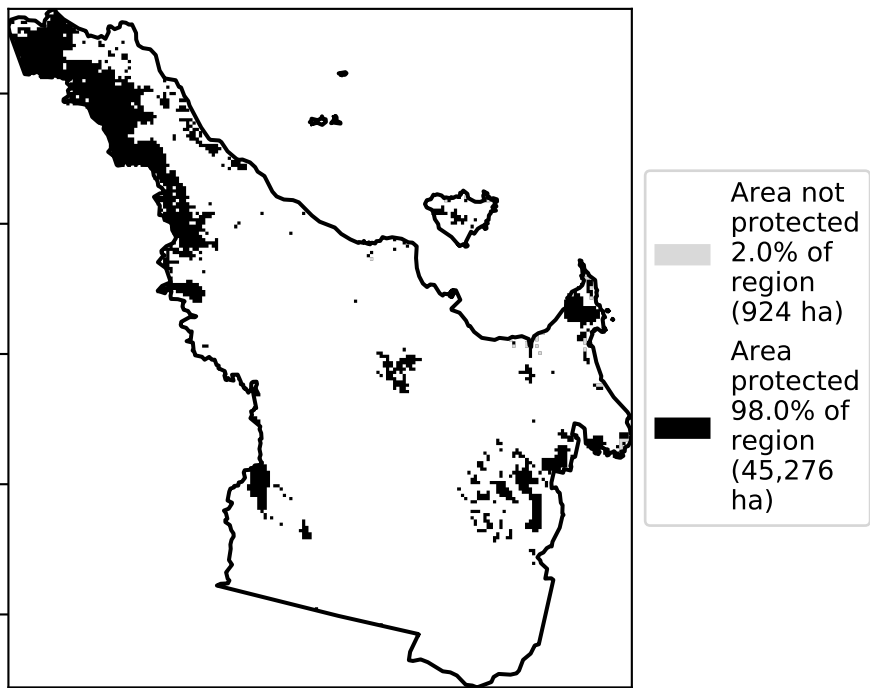 Area not
protected
2.0% of
region
(924 ha)
Area
protected
98.0% of
region
(45,276
ha)